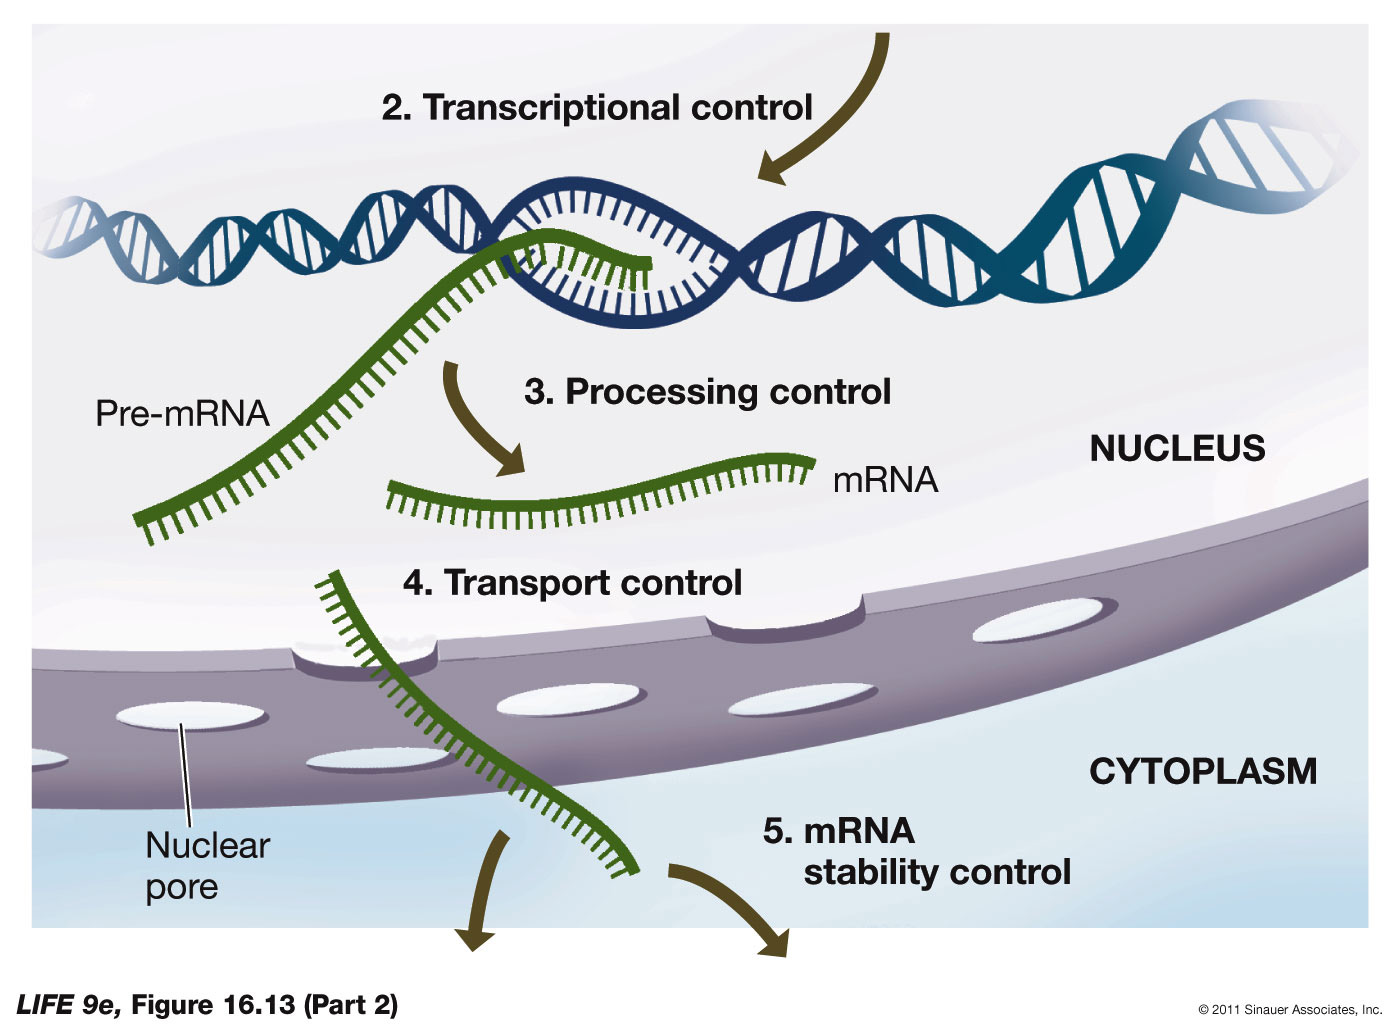 2. Transcriptional control
3. Processing control
Pre-mRNA
NUCLEUS
mRNA
4. Transport control
CYTOPLASM
5. mRNA
stability control
Nuclear
pore
LIFE 9e, Figure 16.13 (Part 2)
© 2011 Sinauer Associates, Inc.